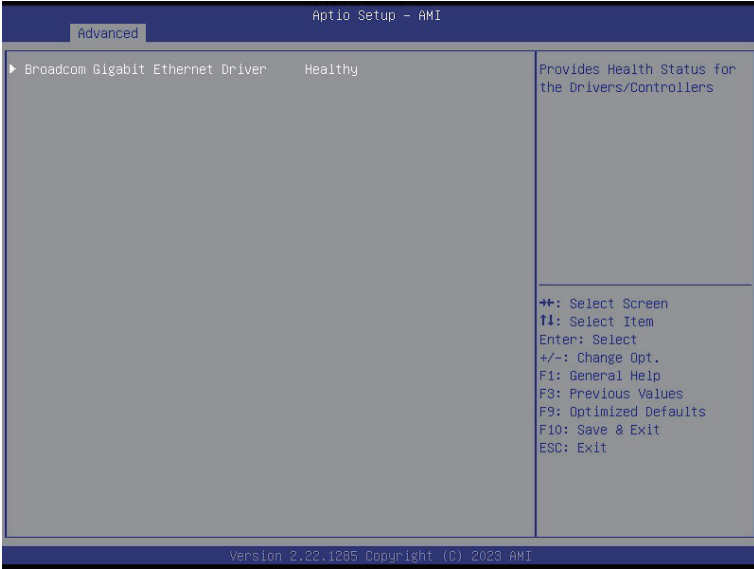 Aptio Setup – AMI
Advanced
▶ Broadcom Gigabit Ethernet Driver Healthy
Provides Health Status for
the Drivers/Controllers
→←: Select Screen
↑↓: Select Item
Enter: Select
+/-: Change Opt.
F1: General Help
F3: Previous Values
F9: Optimized Defaults
F10: Save & Exit
ESC: Exit
Version 2.22.1285 Copyright (C) 2023 AMI